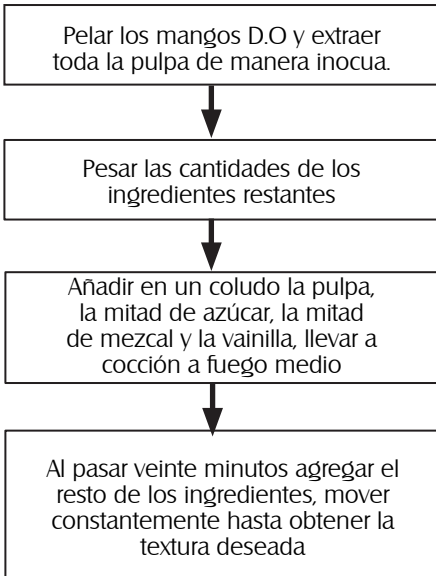 Pelar los mangos D.O y extraer
toda la pulpa de manera inocua.
Pesar las cantidades de los
ingredientes restantes
Añadir en un coludo la pulpa,
la mitad de azúcar, la mitad
de mezcal y la vainilla, llevar a
cocción a fuego medio
Al pasar veinte minutos agregar el
resto de los ingredientes, mover
constantemente hasta obtener la
textura deseada